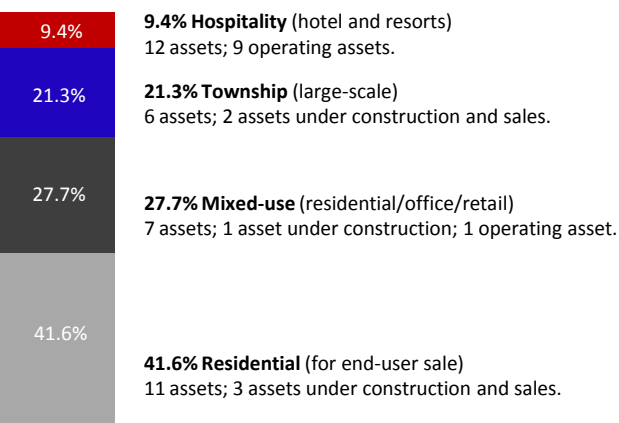 9.4%
9.4% Hospitality (hotel and resorts)
12 assets; 9 operating assets.
21.3%
21.3% Township (large-scale)
6 assets; 2 assets under construction and sales.
27.7%
27.7% Mixed-use (residential/office/retail)
7 assets; 1 asset under construction; 1 operating asset.
41.6%
41.6% Residential (for end-user sale)
11 assets; 3 assets under construction and sales.